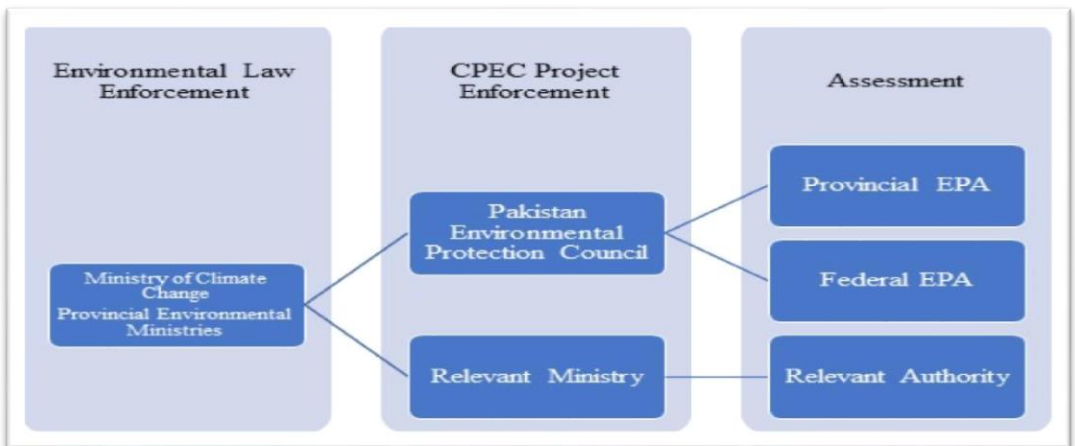 Environmental Law
Enforcement
Ministry of Climate
Change
Provincial Environmental
Ministries
CPEC Project
Enforcement
Pakistan
Environmental
Protection Council
Relevant Ministry
Assessment
Provincial EPA
Federal EPA
Relevant Authority